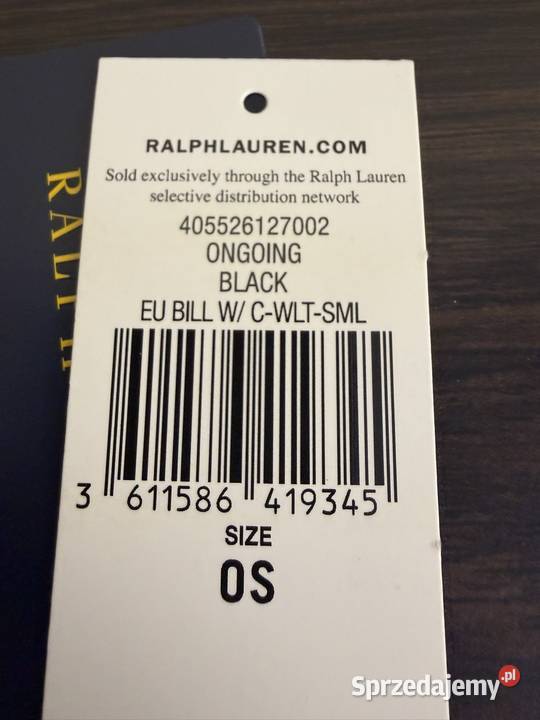 RALPH
RALPHLAUREN.COM
Sold exclusively through the Ralph Lauren
selective distribution network
405526127002
ONGOING
BLACK
EU BILL W/ C-WLT-SML
3 611586 419345
SIZE
OS
Sprzedajemy.pl